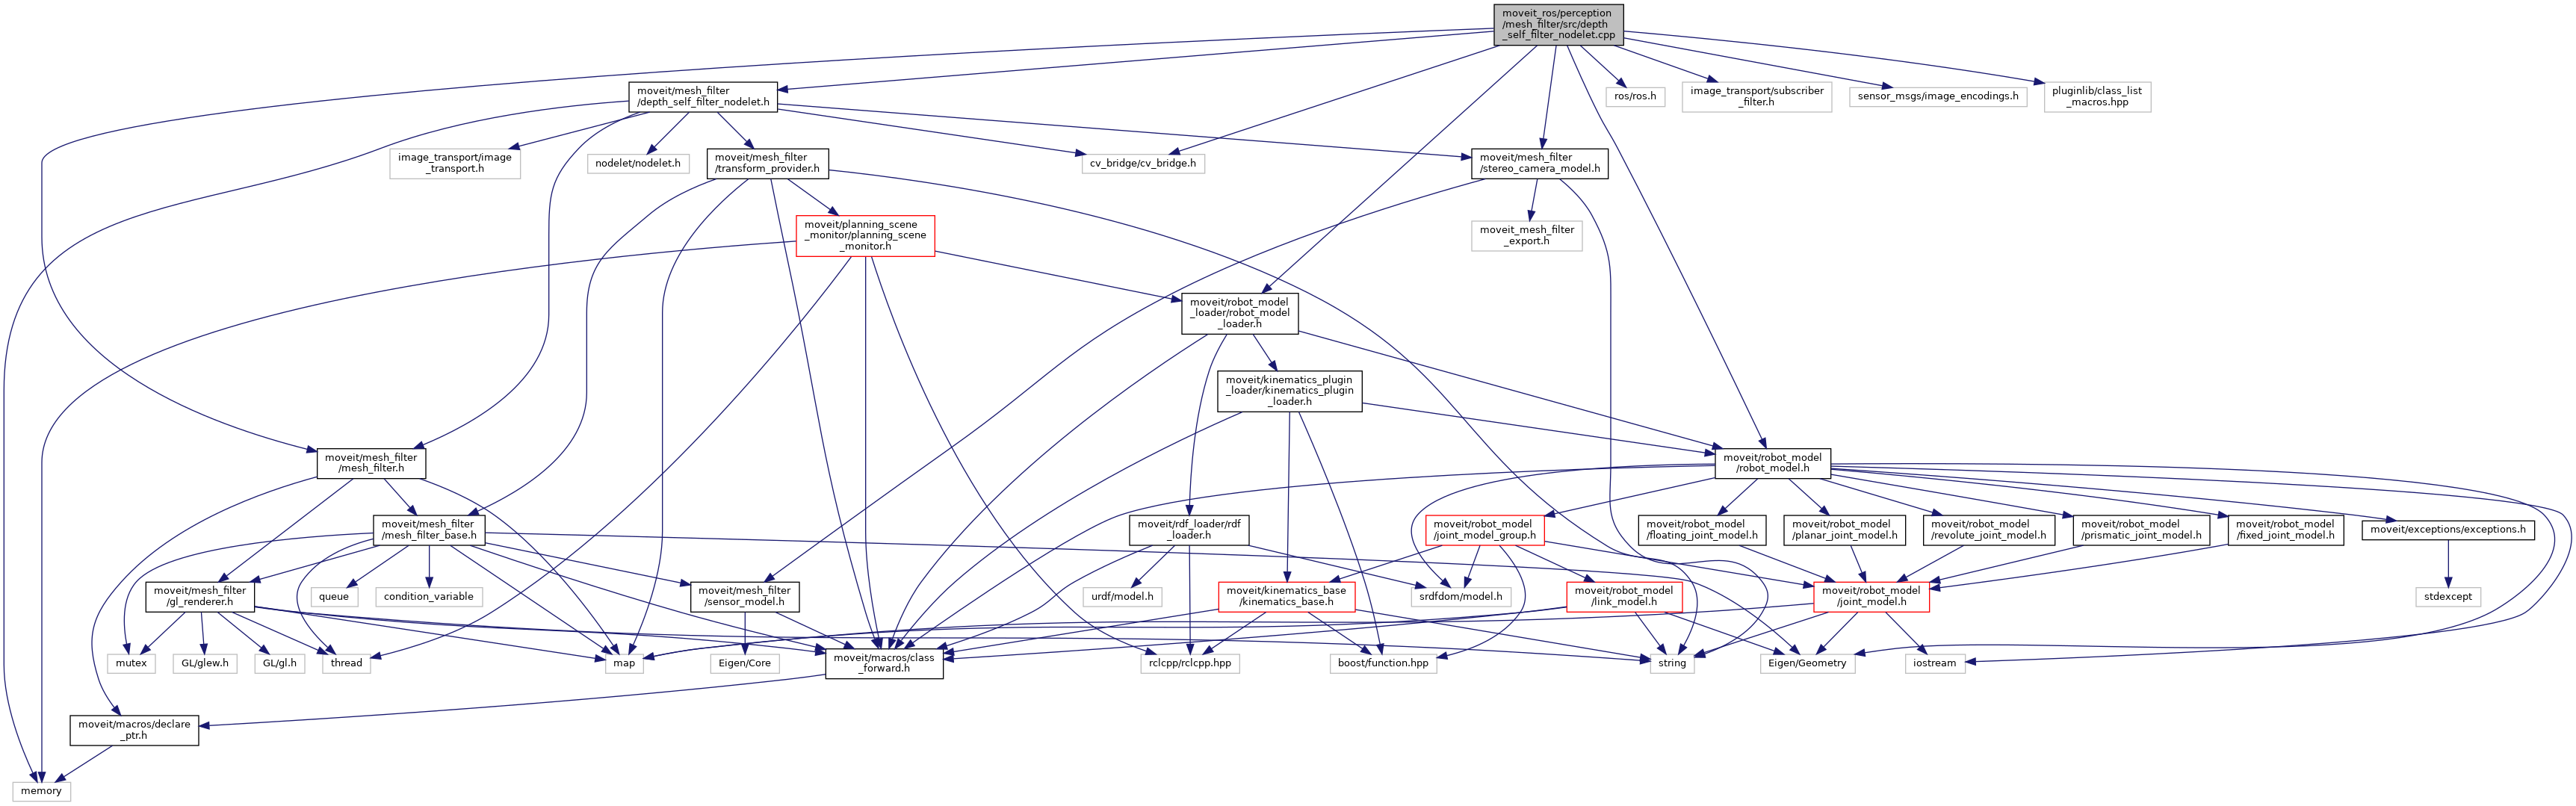 moveit_ros/perception
/mesh_filter/src/depth
_self_filter_nodelet.cpp
moveit/mesh_filter
/depth_self_filter_nodelet.h
ros/ros.h
image_transport/subscriber
_filter.h
sensor_msgs/image_encodings.h
pluginlib/class_list
_macros.hpp
image_transport/image
_transport.h
nodelet/nodelet.h
moveit/mesh_filter
/transform_provider.h
cv_bridge/cv_bridge.h
moveit/mesh_filter
/stereo_camera_model.h
moveit/planning_scene
_monitor/planning_scene
_monitor.h
moveit_mesh_filter
_export.h
moveit/robot_model
_loader/robot_model
_loader.h
moveit/kinematics_plugin
_loader/kinematics_plugin
_loader.h
moveit/mesh_filter
/mesh_filter.h
moveit/robot_model
/robot_model.h
moveit/mesh_filter
/mesh_filter_base.h
moveit/rdf_loader/rdf
_loader.h
moveit/robot_model
/joint_model_group.h
moveit/robot_model
/floating_joint_model.h
moveit/robot_model
/planar_joint_model.h
moveit/robot_model
/revolute_joint_model.h
moveit/robot_model
/prismatic_joint_model.h
moveit/robot_model
/fixed_joint_model.h
moveit/exceptions/exceptions.h
moveit/mesh_filter
/gl_renderer.h
queue
condition_variable
moveit/mesh_filter
/sensor_model.h
urdf/model.h
moveit/kinematics_base
/kinematics_base.h
srdfdom/model.h
moveit/robot_model
/link_model.h
moveit/robot_model
/joint_model.h
stdexcept
mutex
GL/glew.h
GL/gl.h
thread
map
Eigen/Core
moveit/macros/class
_forward.h
rclcpp/rclcpp.hpp
boost/function.hpp
string
Eigen/Geometry
iostream
moveit/macros/declare
_ptr.h
memory